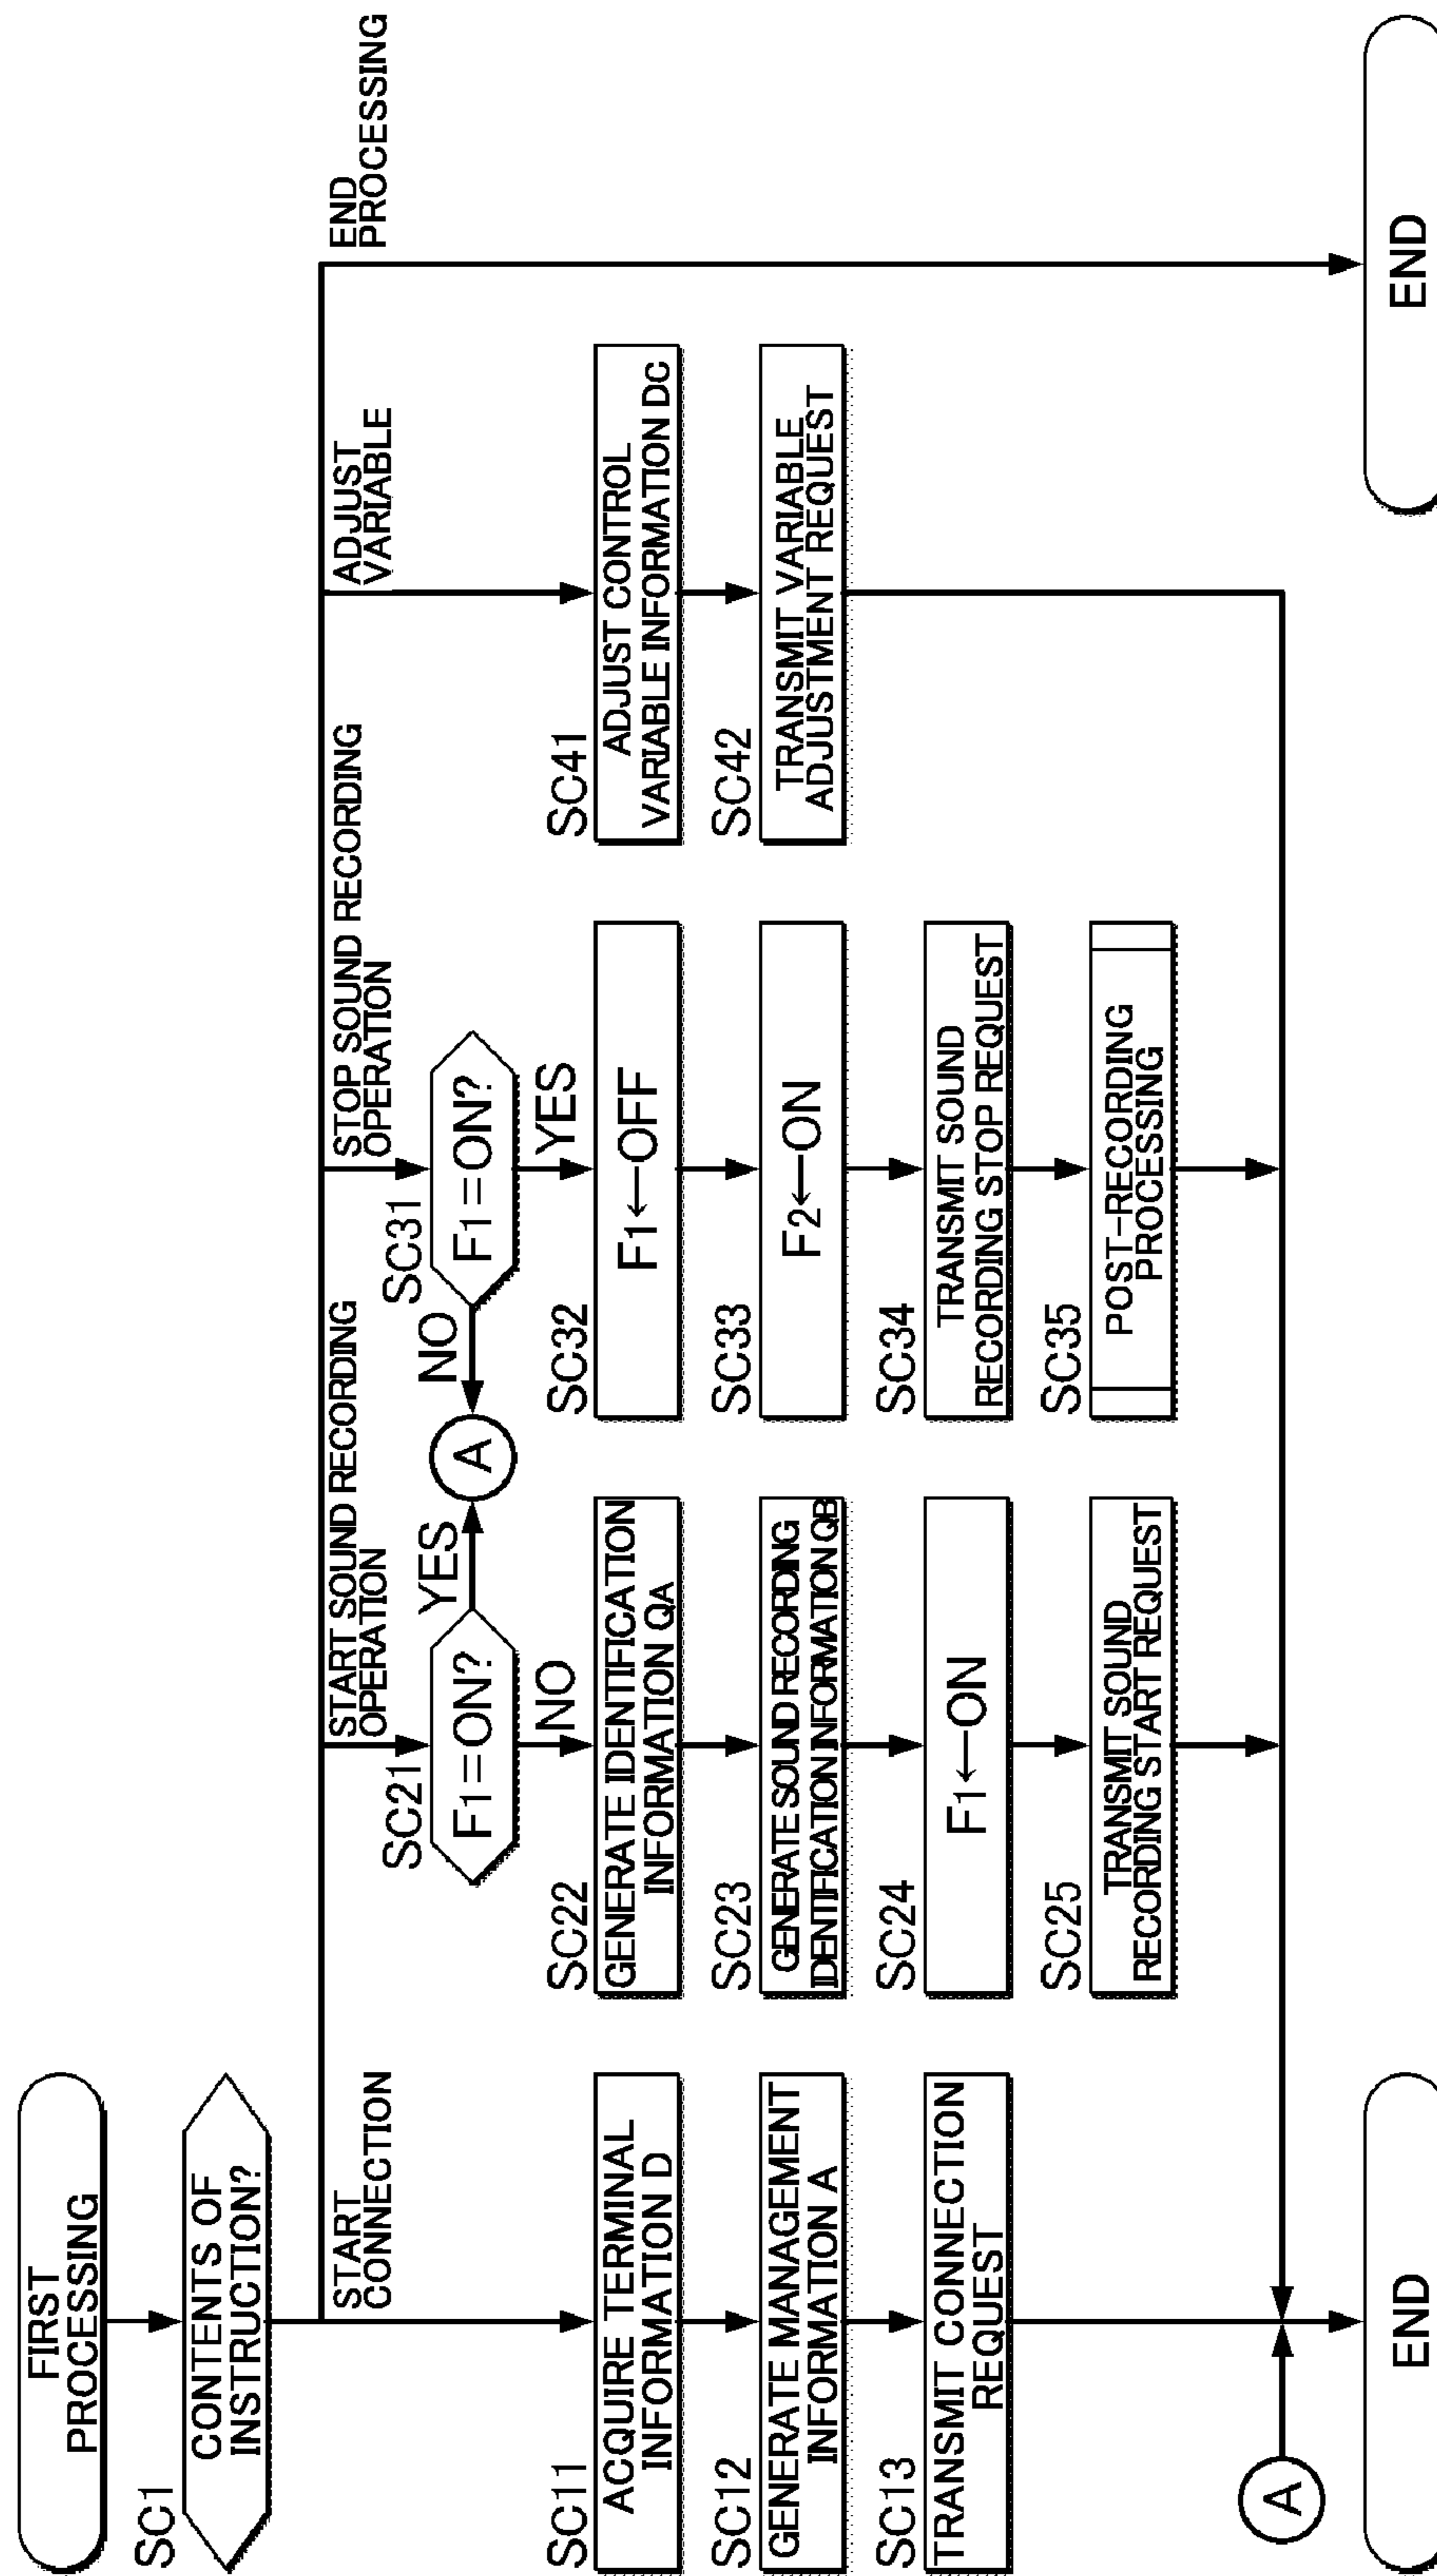 FIRST
PROCESSING
SC1
CONTENTS OF
INSTRUCTION?
START
CONNECTION
START SOUND RECORDING
OPERATION
STOP SOUND RECORDING
OPERATION
ADJUST
VARIABLE
END
PROCESSING
SC11
ACQUIRE TERMINAL
INFORMATION D
SC12
GENERATE MANAGEMENT
INFORMATION A
SC13
TRANSMIT CONNECTION
REQUEST
SC21
F1=ON?
YES
A
NO
SC22
GENERATE IDENTIFICATION
INFORMATION QA
SC23
GENERATE SOUND RECORDING
IDENTIFICATION INFORMATION QB
SC24
F1←ON
SC25
TRANSMIT SOUND
RECORDING START REQUEST
SC31
F1=ON?
NO
YES
SC32
F1←OFF
SC33
F2←ON
SC34
TRANSMIT SOUND
RECORDING STOP REQUEST
SC35
POST-RECORDING
PROCESSING
SC41
ADJUST CONTROL
VARIABLE INFORMATION DC
SC42
TRANSMIT VARIABLE
ADJUSTMENT REQUEST
A
END
END